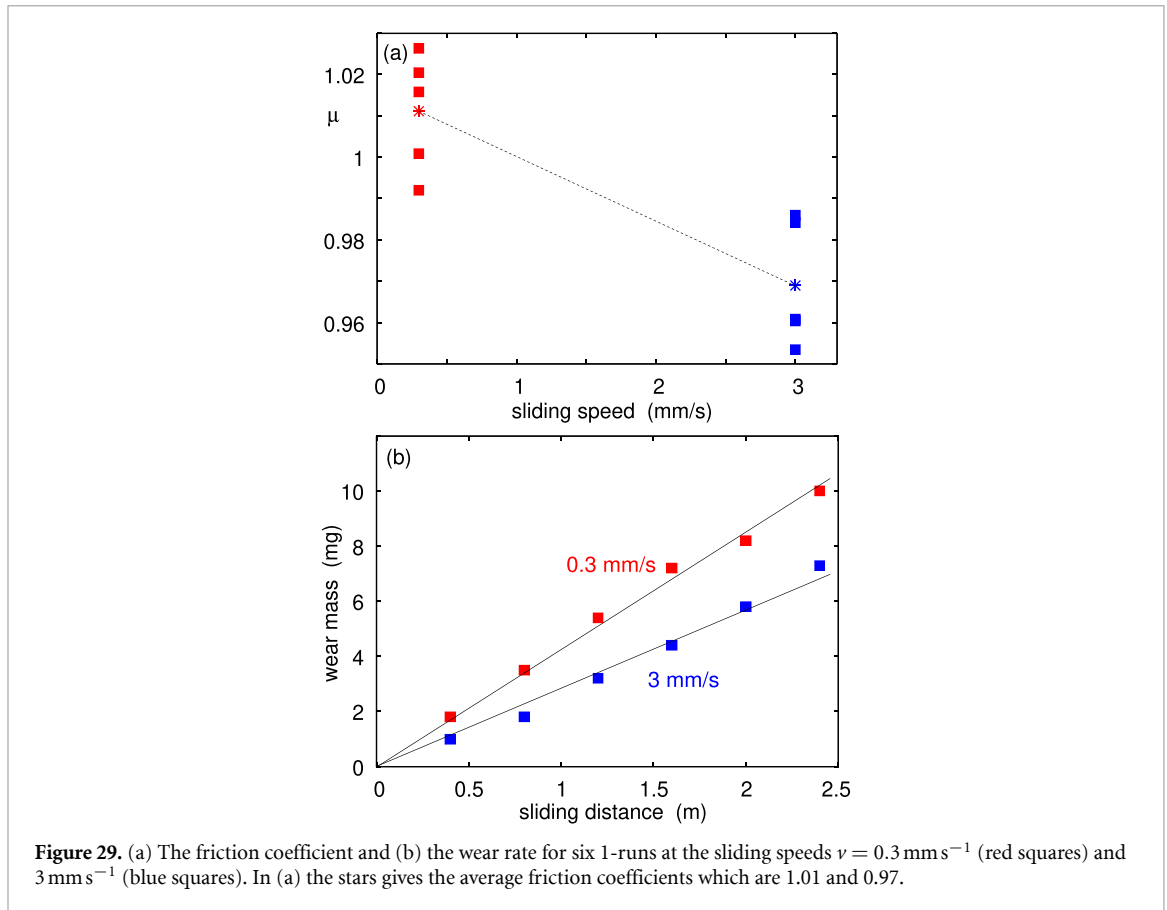 (a)
1.02
μ
1
0.98
0.96
0 1 2 3
sliding speed (mm/s)
(b)
10
8
6
4
2
0
wear mass (mg)
0.3 mm/s
3 mm/s
0 0.5 1 1.5 2 2.5
sliding distance (m)
Figure 29. (a) The friction coefficient and (b) the wear rate for six 1-runs at the sliding speeds v = 0.3 mm s⁻¹ (red squares) and
3 mm s⁻¹ (blue squares). In (a) the stars gives the average friction coefficients which are 1.01 and 0.97.